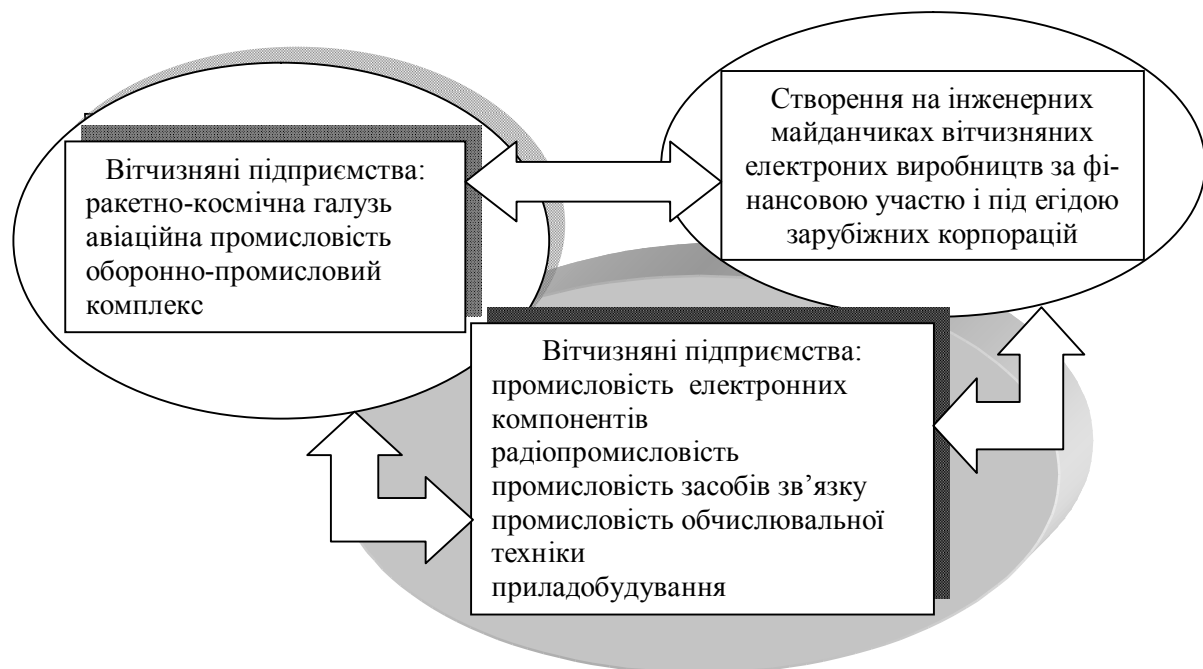 Вітчизняні підприємства:
ракетно-космічна галузь
авіаційна промисловість
оборонно-промисловий
комплекс
Створення на інженерних
майданчиках вітчизняних
електроних виробництв за фі-
нансовою участю і під егідою
зарубіжних корпорацій
Вітчизняні підприємства:
промисловість електронних
компонентів
радіопромисловість
промисловість засобів зв’язку
промисловість обчислювальної
техніки
приладобудування